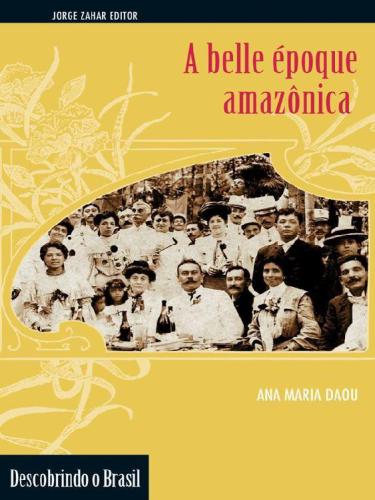 JORGE ZAHAR EDITOR
A belle époque
amazônica
ANA MARIA DAOU
Descobrindo o Brasil